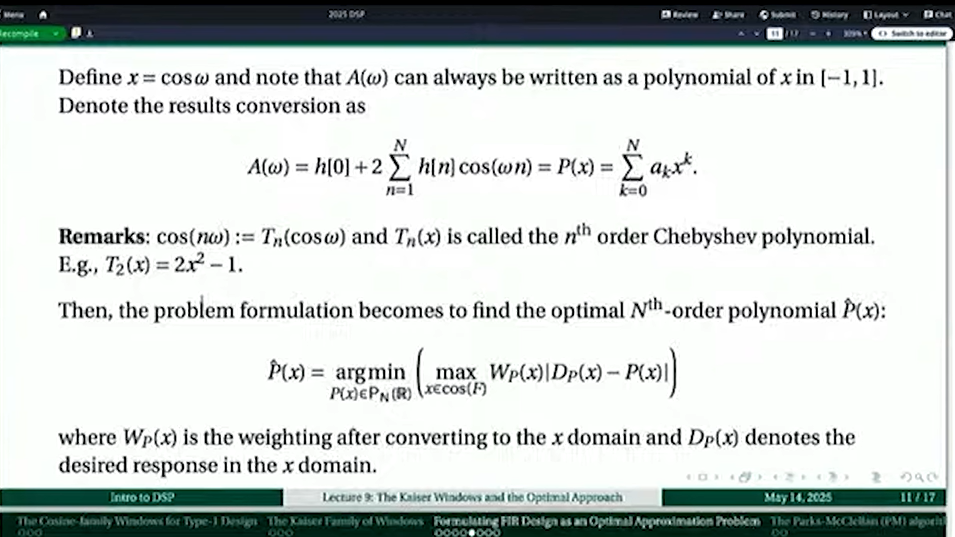 Menu 2025 DSP Review Share Submit History Layout Chat
Recompile 11 / 17 309% Switch to editor
Define x = cos ω and note that A(ω) can always be written as a polynomial of x in [−1, 1].
Denote the results conversion as
A(ω) = h[0] + 2 ∑_{n=1}^{N} h[n] cos(ωn) = P(x) = ∑_{k=0}^{N} a_k x^k.
Remarks: cos(nω) := T_n(cos ω) and T_n(x) is called the n^th order Chebyshev polynomial.
E.g., T_2(x) = 2x^2 − 1.
Then, the problem formulation becomes to find the optimal N^th-order polynomial P̂(x):
P̂(x) = argmin_{P(x)∈P_N(ℝ)} ( max_{x∈cos(F)} W_P(x)|D_P(x) − P(x)| )
where W_P(x) is the weighting after converting to the x domain and D_P(x) denotes the
desired response in the x domain.
Intro to DSP Lecture 9: The Kaiser Windows and the Optimal Approach May 14, 2025 11 / 17
The Cosine-family Windows for Type-1 Design The Kaiser Family of Windows Formulating FIR Design as an Optimal Approximation Problem The Parks-McClellan (PM) algorit